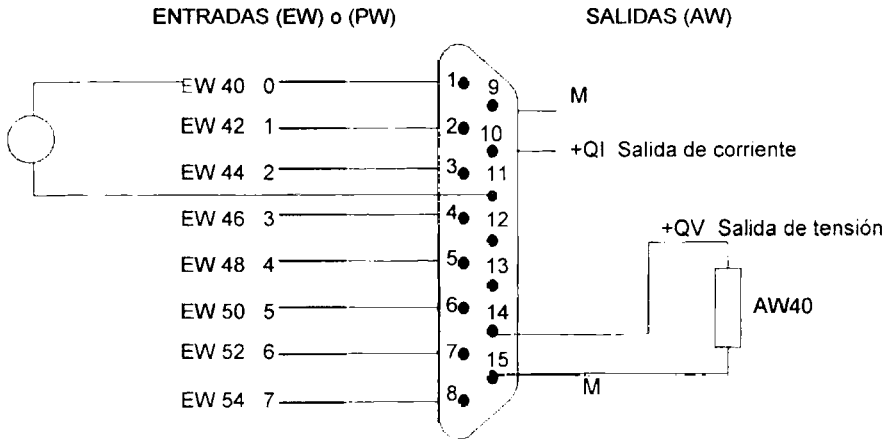 ENTRADAS (EW) o (PW)
SALIDAS (AW)
EW 40 0
EW 42 1
EW 44 2
EW 46 3
EW 48 4
EW 50 5
EW 52 6
EW 54 7
1
2
3
4
5
6
7
8
9
10
11
12
13
14
15
M
+QI Salida de corriente
+QV Salida de tensión
AW40
M